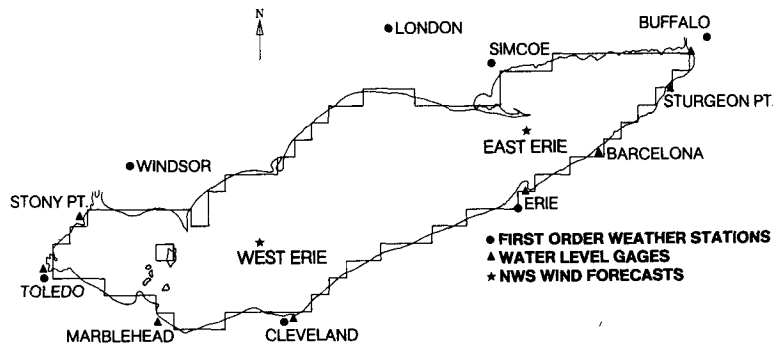 BUFFALO
N
LONDON
SIMCOE
STURGEON PT.
EAST ERIE
BARCELONA
WINDSOR
ERIE
STONY PT.
WEST ERIE
FIRST ORDER WEATHER STATIONS
WATER LEVEL GAGES
NWS WIND FORECASTS
TOLEDO
MARBLEHEAD
CLEVELAND